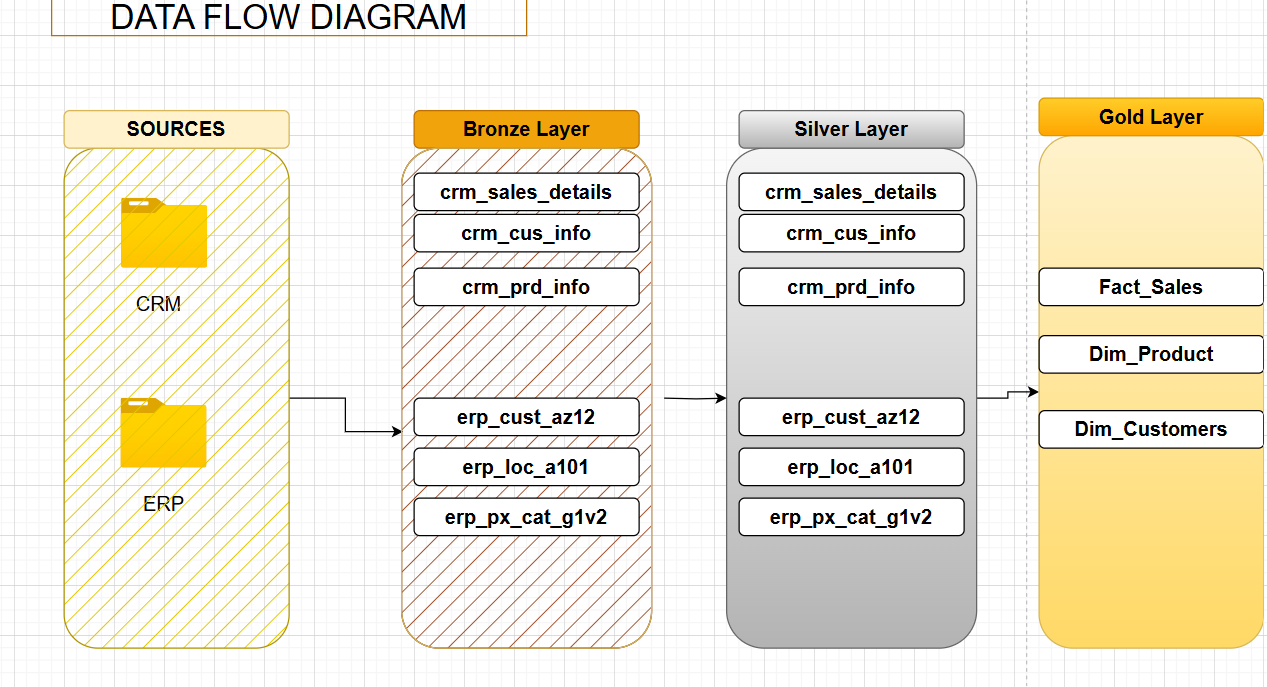 DATA FLOW DIAGRAM
SOURCES
CRM
ERP
Bronze Layer
crm_sales_details
crm_cus_info
crm_prd_info
erp_cust_az12
erp_loc_a101
erp_px_cat_g1v2
Silver Layer
crm_sales_details
crm_cus_info
crm_prd_info
erp_cust_az12
erp_loc_a101
erp_px_cat_g1v2
Gold Layer
Fact_Sales
Dim_Product
Dim_Customers